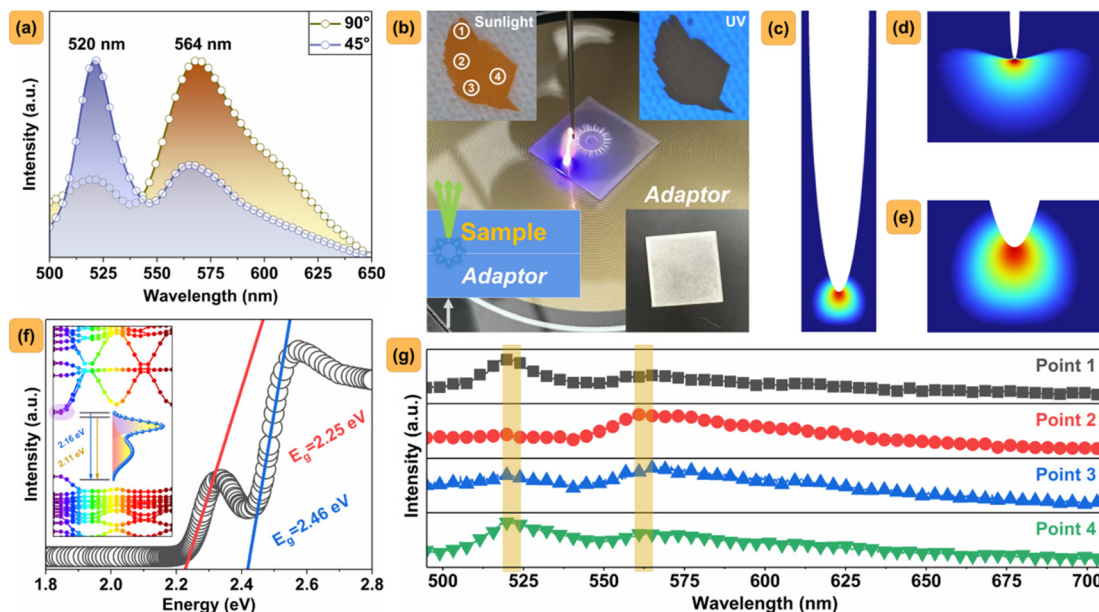 (a)
90°
45°
520 nm
564 nm
Intensity (a.u.)
500 525 550 575 600 625 650
Wavelength (nm)
(b)
Sunlight
1
2
3
4
UV
Adaptor
Sample
Adaptor
(c)
(d)
(e)
(f)
2.16 eV
2.11 eV
Eg=2.25 eV
Eg=2.46 eV
Intensity (a.u.)
1.8 2.0 2.2 2.4 2.6 2.8
Energy (eV)
(g)
Point 1
Point 2
Point 3
Point 4
Intensity (a.u.)
500 525 550 575 600 625 650 675 700
Wavelength (nm)